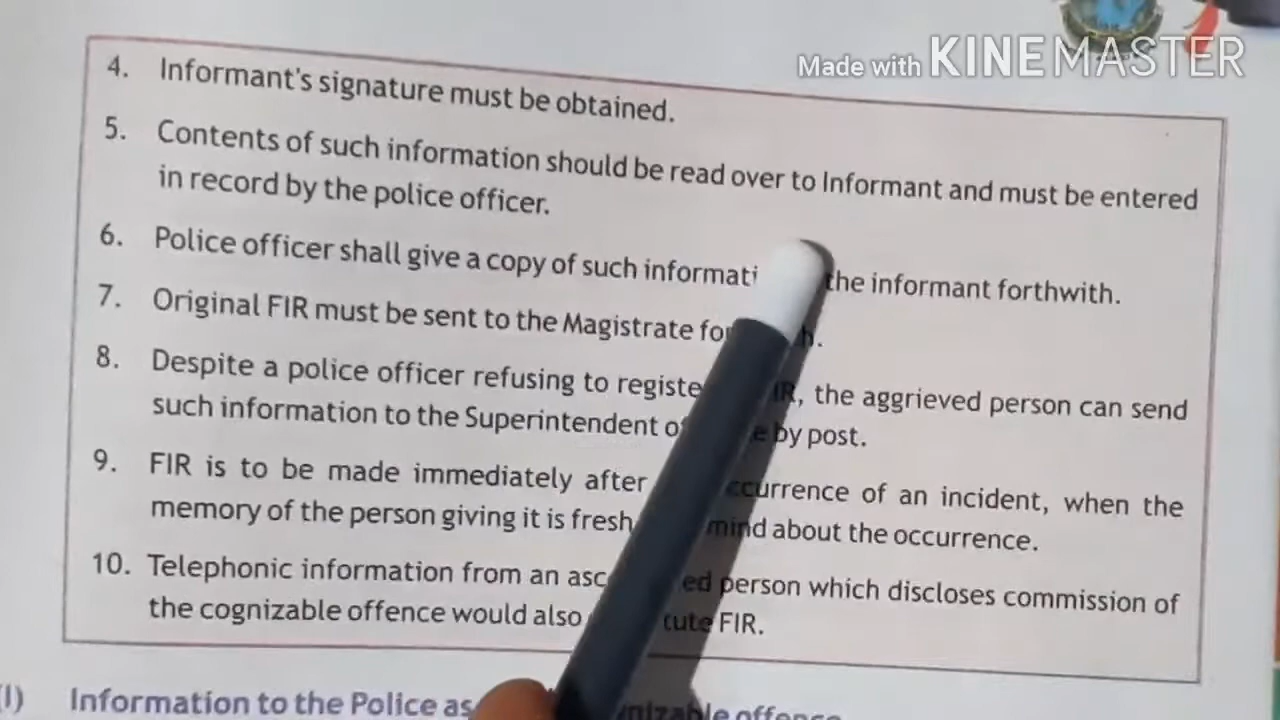 Made with KINEMASTER
4. Informant's signature must be obtained.
5. Contents of such information should be read over to Informant and must be entered
in record by the police officer.
6. Police officer shall give a copy of such informati the informant forthwith.
7. Original FIR must be sent to the Magistrate
8. Despite a police officer refusing to the aggrieved person can send
such information to the Superintendent by post.
9. FIR is to be made immediately after occurrence of an incident, when the
memory of the person giving it is fresh mind about the occurrence.
10. Telephonic information from an person which discloses commission of
the cognizable offence would also FIR.
(I) Information to the Police as offence